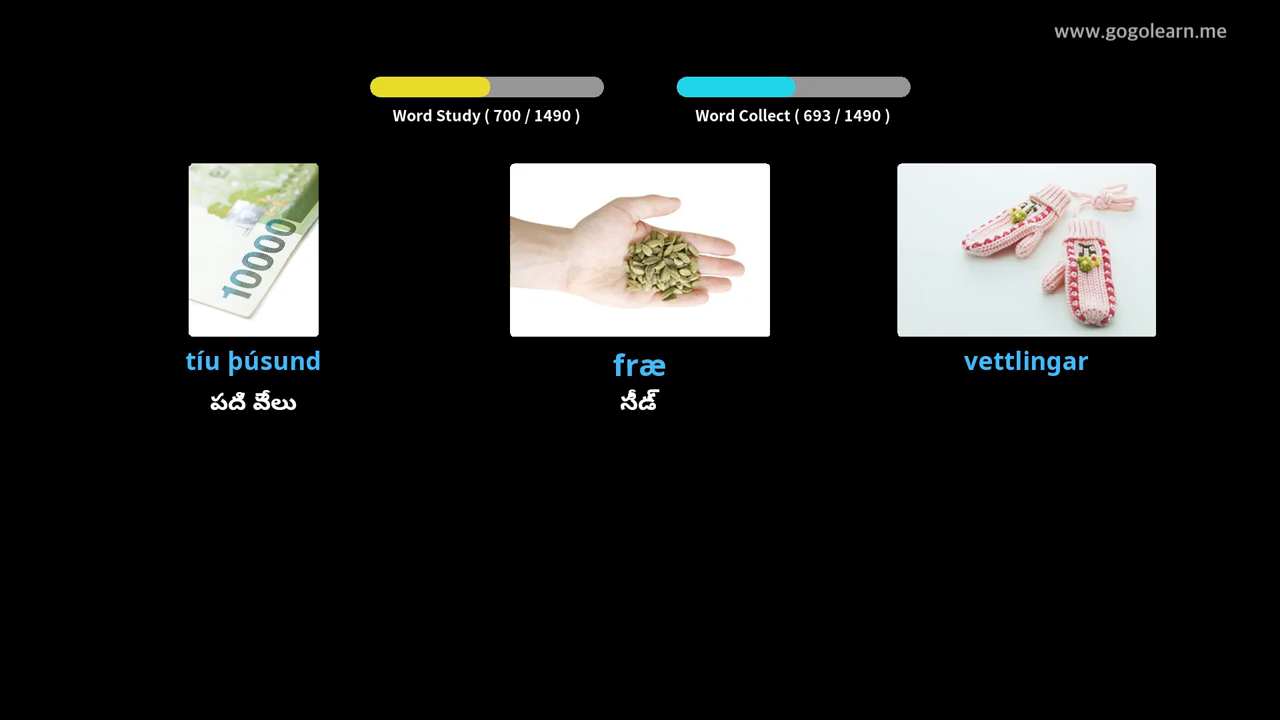 www.gogolearn.me
Word Study ( 700 / 1490 )
Word Collect ( 693 / 1490 )
10000
tíu þúsund
fræ
vettlingar
పది వేలు
సీడ్